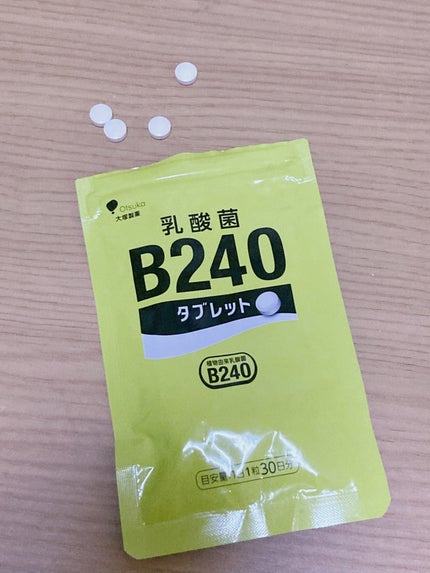 Otsuka
大塚製薬
乳酸菌
B240
タブレット
植物由来乳酸菌
B240
目安量 1日1粒30日分